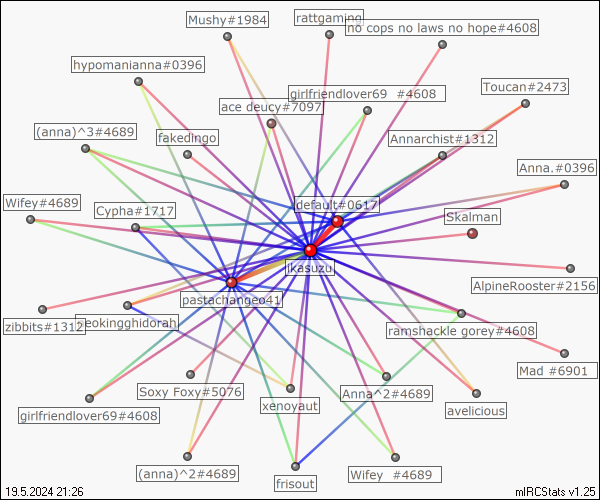 Mushy#1984
rattgaming
no cops no laws no hope#4608
hypomanianna#0396
girlfriendlover69 #4608
Toucan#2473
ace deucy#7097
(anna)^3#4689
fakedingo
Annarchist#1312
Anna.#0396
Wifey#4689
Cypha#1717
default#0617
Skalman
ikasuzu
AlpineRooster#2156
pastachangeo41
zibbits#1312
eokingghidorah
ramshackle gorey#4608
Mad #6901
Soxy Foxy#5076
Anna^2#4689
girlfriendlover69#4608
xenoyaut
avelicious
(anna)^2#4689
Wifey #4689
frisout
19.5.2024 21:26
mIRCStats v1.25